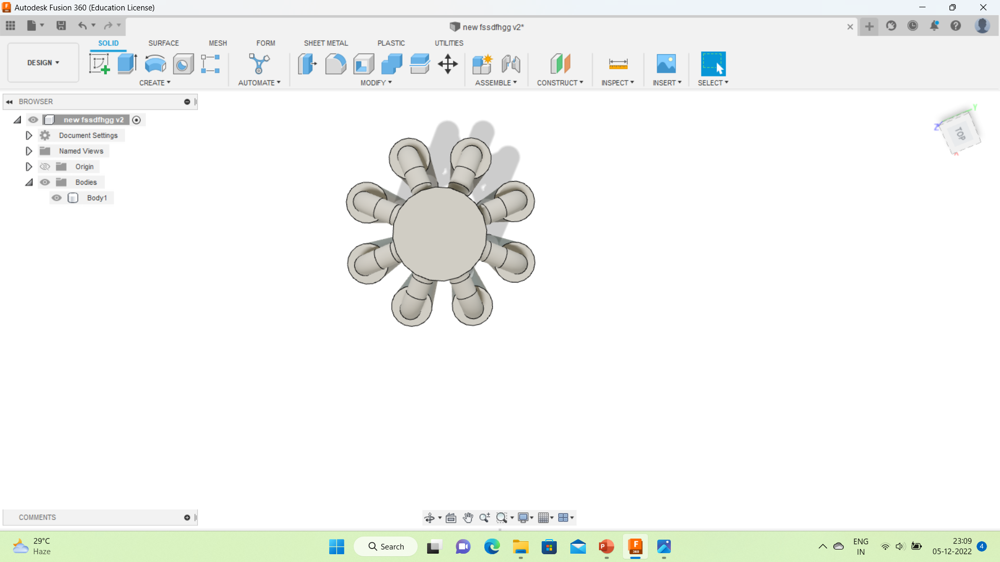 Autodesk Fusion 360 (Education License)
new fssdfhgg v2*
SOLID SURFACE MESH FORM SHEET METAL PLASTIC UTILITIES
DESIGN
CREATE AUTOMATE MODIFY ASSEMBLE CONSTRUCT INSPECT INSERT SELECT
BROWSER
new fssdfhgg v2
Document Settings
Named Views
Origin
Bodies
Body1
Y
Z
TOP
X
COMMENTS
29°C
Haze
Search
P
F
360
ENG
IN
23:09
05-12-2022
4